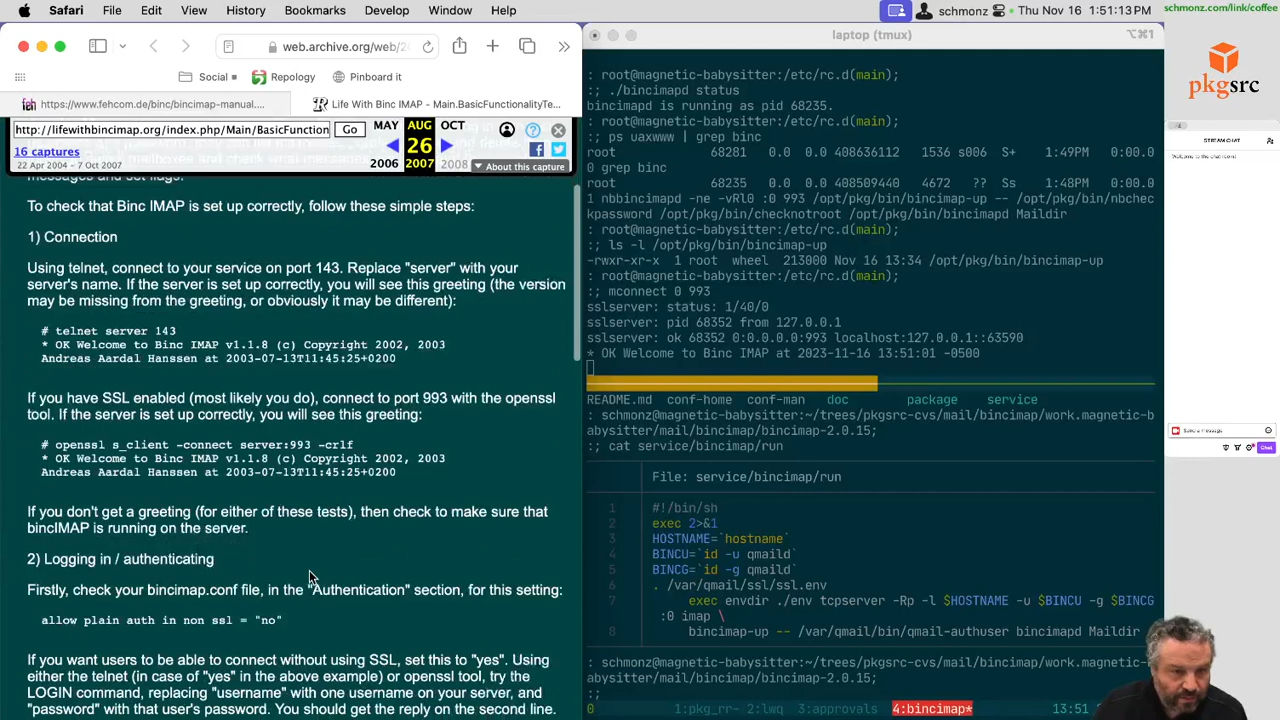 Safari File Edit View History Bookmarks Develop Window Help
schmonz Thu Nov 16 1:51:13 PM
schmonz.com/link/coffee
web.archive.org/web/2
Social Repology Pinboard it
https://www.fehcom.de/binc/bincimap-manual....
Life With Binc IMAP - Main.BasicFunctionalityTe...
http://lifewithbincimap.org/index.php/Main/BasicFunction Go
MAY AUG OCT
26
2006 2007 2008
16 captures
22 Apr 2004 - 7 Oct 2007
▼ About this capture
messages and set flags.
To check that Binc IMAP is set up correctly, follow these simple steps:
1) Connection
Using telnet, connect to your service on port 143. Replace "server" with your
server's name. If the server is set up correctly, you will see this greeting (the version
may be missing from the greeting, or obviously it may be different):
# telnet server 143
* OK Welcome to Binc IMAP v1.1.8 (c) Copyright 2002, 2003
Andreas Aardal Hanssen at 2003-07-13T11:45:25+0200
If you have SSL enabled (most likely you do), connect to port 993 with the openssl
tool. If the server is set up correctly, you will see this greeting:
# openssl s_client -connect server:993 -crlf
* OK Welcome to Binc IMAP v1.1.8 (c) Copyright 2002, 2003
Andreas Aardal Hanssen at 2003-07-13T11:45:25+0200
If you don't get a greeting (for either of these tests), then check to make sure that
bincIMAP is running on the server.
2) Logging in / authenticating
Firstly, check your bincimap.conf file, in the "Authentication" section, for this setting:
allow plain auth in non ssl = "no"
If you want users to be able to connect without using SSL, set this to "yes". Using
either the telnet (in case of "yes" in the above example) or openssl tool, try the
LOGIN command, replacing "username" with one username on your server, and
"password" with that user's password. You should get the reply on the second line.
laptop (tmux)
⌥⌘1
: root@magnetic-babysitter:/etc/rc.d(main);
:; ./bincimapd status
bincimapd is running as pid 68235.
: root@magnetic-babysitter:/etc/rc.d(main);
:; ps uaxwww | grep binc
root 68281 0.0 0.0 408636112 1536 s006 S+ 1:49PM 0:00.0
0 grep binc
root 68235 0.0 0.0 408509440 4672 ?? Ss 1:48PM 0:00.0
1 nbbincimapd -ne -vRl0 :0 993 /opt/pkg/bin/bincimap-up -- /opt/pkg/bin/nbchec
kpassword /opt/pkg/bin/checknotroot /opt/pkg/bin/bincimapd Maildir
: root@magnetic-babysitter:/etc/rc.d(main);
:; ls -l /opt/pkg/bin/bincimap-up
-rwxr-xr-x 1 root wheel 213000 Nov 16 13:34 /opt/pkg/bin/bincimap-up
: root@magnetic-babysitter:/etc/rc.d(main);
:; mconnect 0 993
sslserver: status: 1/40/0
sslserver: pid 68352 from 127.0.0.1
sslserver: ok 68352 0:0.0.0.0:993 localhost:127.0.0.1::63590
* OK Welcome to Binc IMAP at 2023-11-16 13:51:01 -0500
README.md conf-home conf-man doc package service
: schmonz@magnetic-babysitter:~/trees/pkgsrc-cvs/mail/bincimap/work.magnetic-b
abysitter/mail/bincimap/bincimap-2.0.15;
:; cat service/bincimap/run
File: service/bincimap/run
1 #!/bin/sh
2 exec 2>&1
3 HOSTNAME=`hostname`
4 BINCU=`id -u qmaild`
5 BINCG=`id -g qmaild`
6 . /var/qmail/ssl/ssl.env
7 exec envdir ./env tcpserver -Rp -l $HOSTNAME -u $BINCU -g $BINCG
:0 imap \
8 bincimap-up -- /var/qmail/bin/qmail-authuser bincimapd Maildir
: schmonz@magnetic-babysitter:~/trees/pkgsrc-cvs/mail/bincimap/work.magnetic-b
abysitter/mail/bincimap/bincimap-2.0.15;
:;
0 1:pkg_rr- 2:lwq 3:approvals 4:bincimap* 13:51
pkgsrc
STREAM CHAT
Welcome to the chat room!
Send a message
Chat